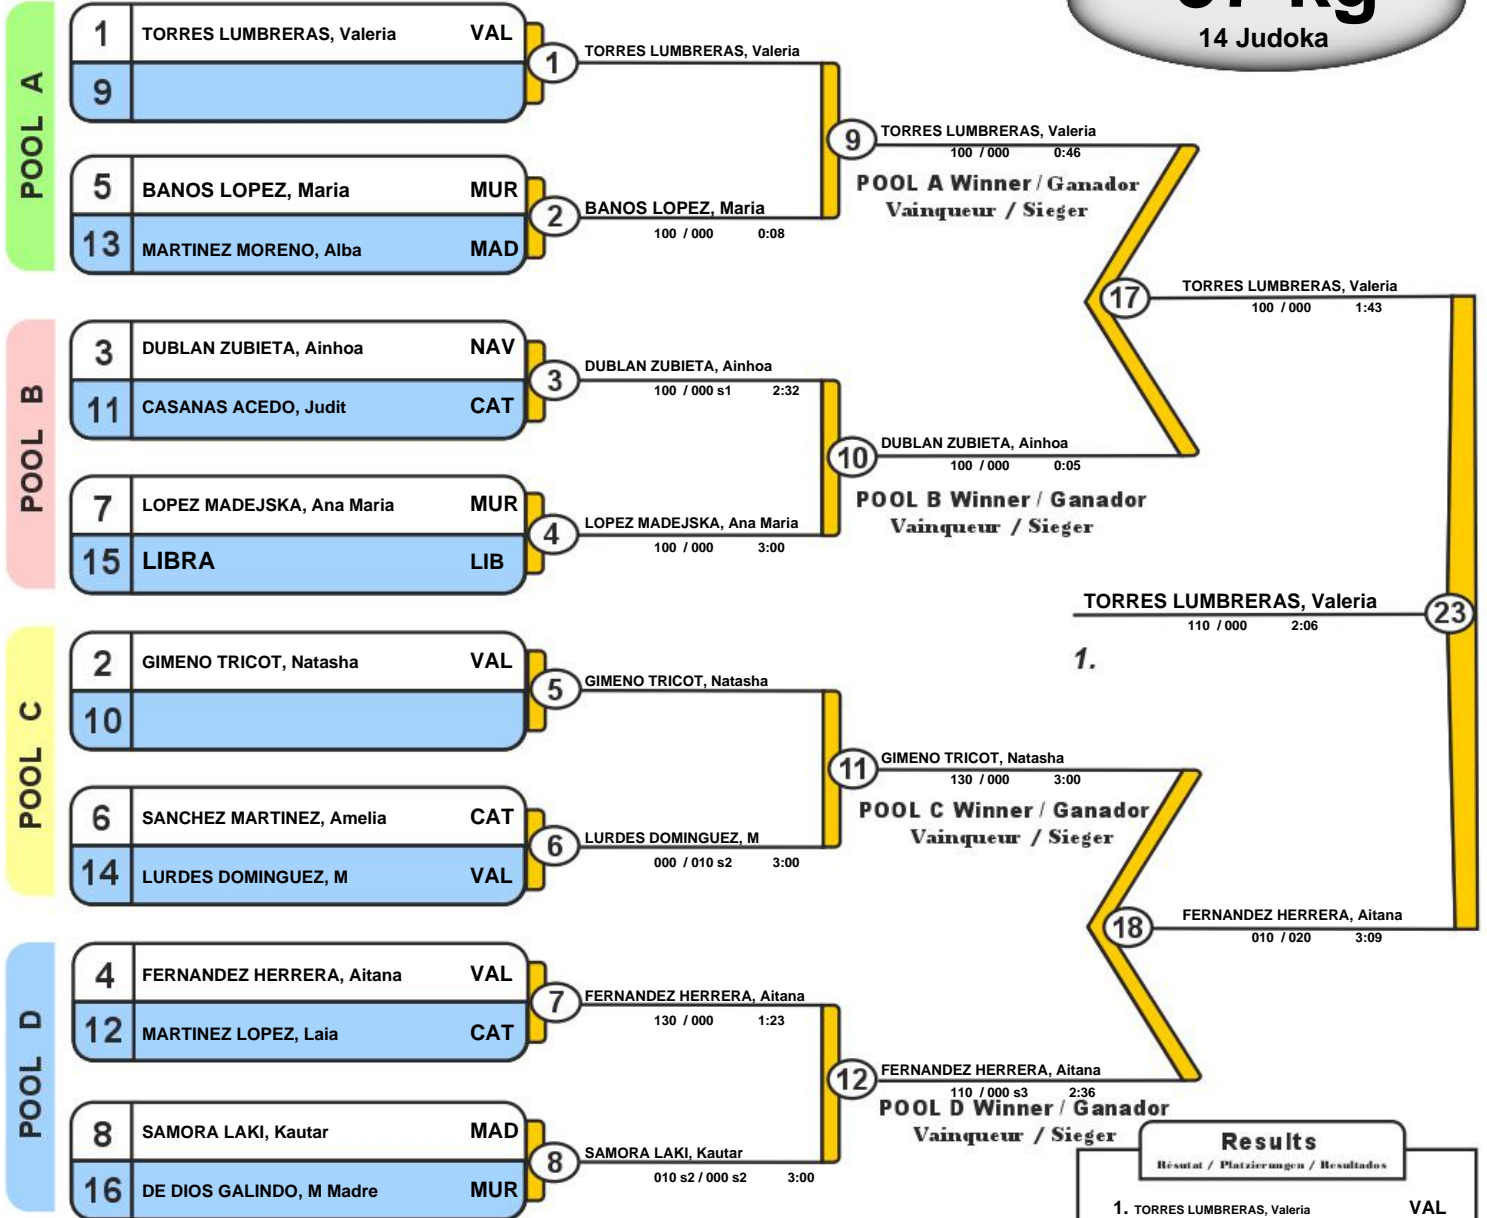 14 Judoka
POOL A
1 TORRES LUMBRERAS, Valeria VAL
9
1
TORRES LUMBRERAS, Valeria
5 BANOS LOPEZ, Maria MUR
13 MARTINEZ MORENO, Alba MAD
2
BANOS LOPEZ, Maria
100 / 000 0:08
9
TORRES LUMBRERAS, Valeria
100 / 000 0:46
POOL A Winner / Ganador
Vainqueur / Sieger
POOL B
3 DUBLAN ZUBIETA, Ainhoa NAV
11 CASANAS ACEDO, Judit CAT
3
DUBLAN ZUBIETA, Ainhoa
100 / 000 s1 2:32
7 LOPEZ MADEJSKA, Ana Maria MUR
15 LIBRA LIB
4
LOPEZ MADEJSKA, Ana Maria
100 / 000 3:00
10
DUBLAN ZUBIETA, Ainhoa
100 / 000 0:05
POOL B Winner / Ganador
Vainqueur / Sieger
17
TORRES LUMBRERAS, Valeria
100 / 000 1:43
TORRES LUMBRERAS, Valeria
110 / 000 2:06
23
1.
POOL C
2 GIMENO TRICOT, Natasha VAL
10
5
GIMENO TRICOT, Natasha
6 SANCHEZ MARTINEZ, Amelia CAT
14 LURDES DOMINGUEZ, M VAL
6
LURDES DOMINGUEZ, M
000 / 010 s2 3:00
11
GIMENO TRICOT, Natasha
130 / 000 3:00
POOL C Winner / Ganador
Vainqueur / Sieger
18
FERNANDEZ HERRERA, Aitana
010 / 020 3:09
POOL D
4 FERNANDEZ HERRERA, Aitana VAL
12 MARTINEZ LOPEZ, Laia CAT
7
FERNANDEZ HERRERA, Aitana
130 / 000 1:23
8 SAMORA LAKI, Kautar MAD
16 DE DIOS GALINDO, M Madre MUR
8
SAMORA LAKI, Kautar
010 s2 / 000 s2 3:00
12
FERNANDEZ HERRERA, Aitana
110 / 000 s3 2:36
POOL D Winner / Ganador
Vainqueur / Sieger
Results
Résutat / Platzierungen / Resultados
1. TORRES LUMBRERAS, Valeria VAL